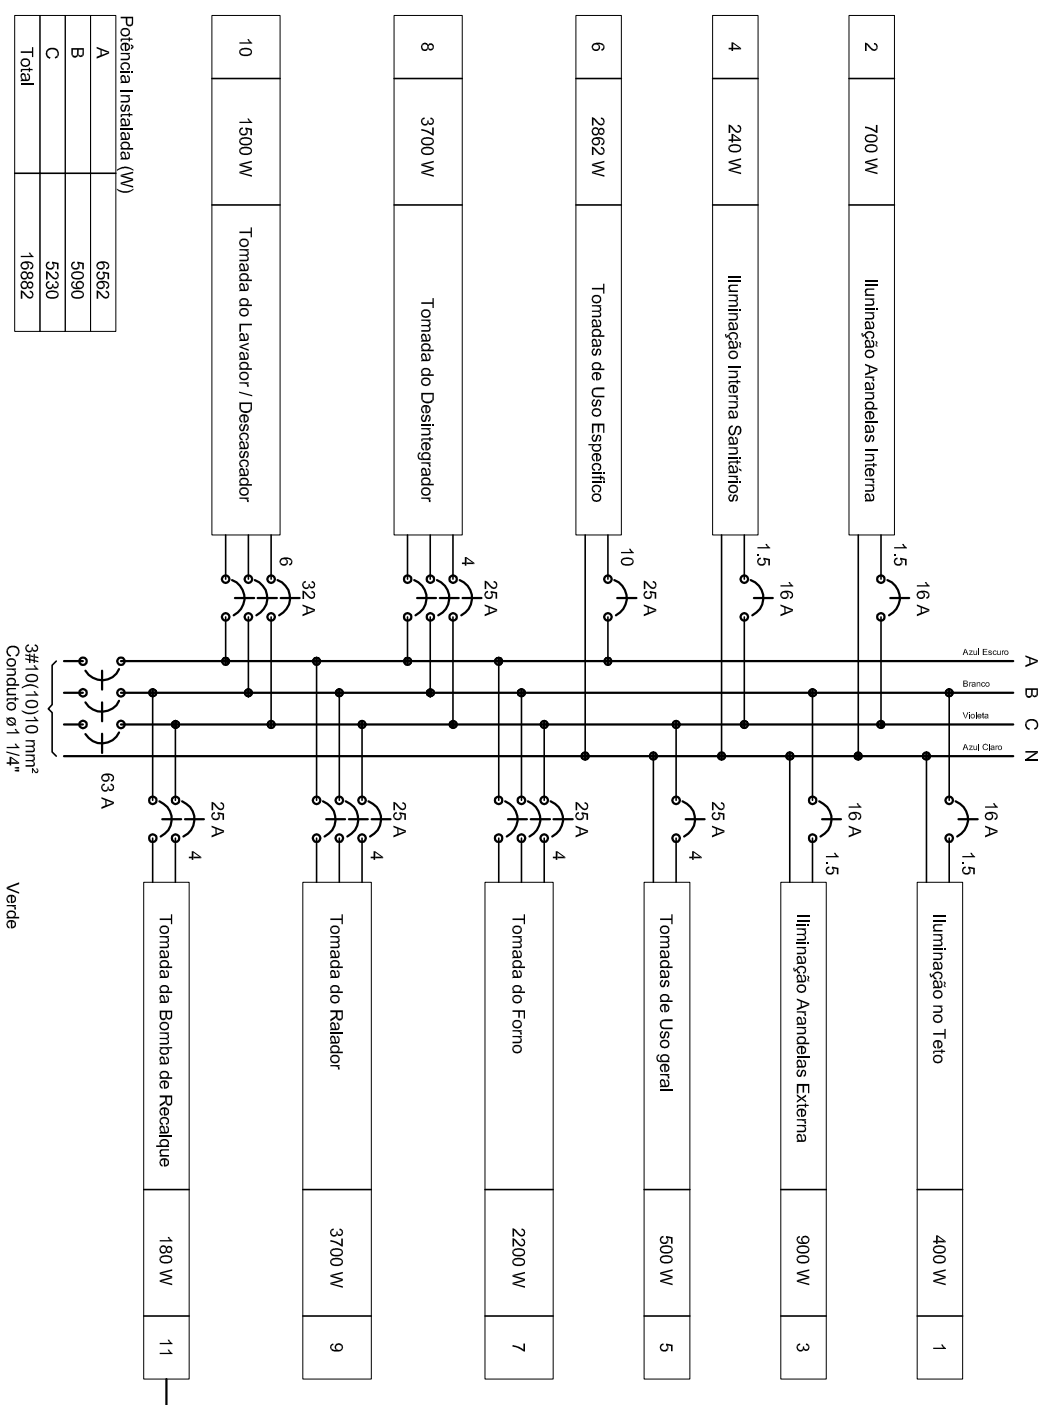 A
Azul Escuro
B
Branco
C
Violeta
N
Azul Claro
2
700 W
Iluninação Arandelas Interna
1.5
16 A
4
240 W
Iluminação Interna Sanitários
1.5
16 A
6
2862 W
Tomadas de Uso Especifico
10
25 A
8
3700 W
Tomada do Desintegrador
4
25 A
10
1500 W
Tomada do Lavador / Descascador
6
32 A
16 A
1.5
Iluminação no Teto
400 W
1
16 A
1.5
Iliminação Arandelas Externa
900 W
3
25 A
4
Tomadas de Uso geral
500 W
5
25 A
4
Tomada do Forno
2200 W
7
25 A
4
Tomada do Ralador
3700 W
9
25 A
4
Tomada da Bomba de Recalque
180 W
11
63 A
3#10(10)10 mm²
Conduto ø1 1/4"
Verde
Potência Instalada (W)
A 6562
B 5090
C 5230
Total 16882